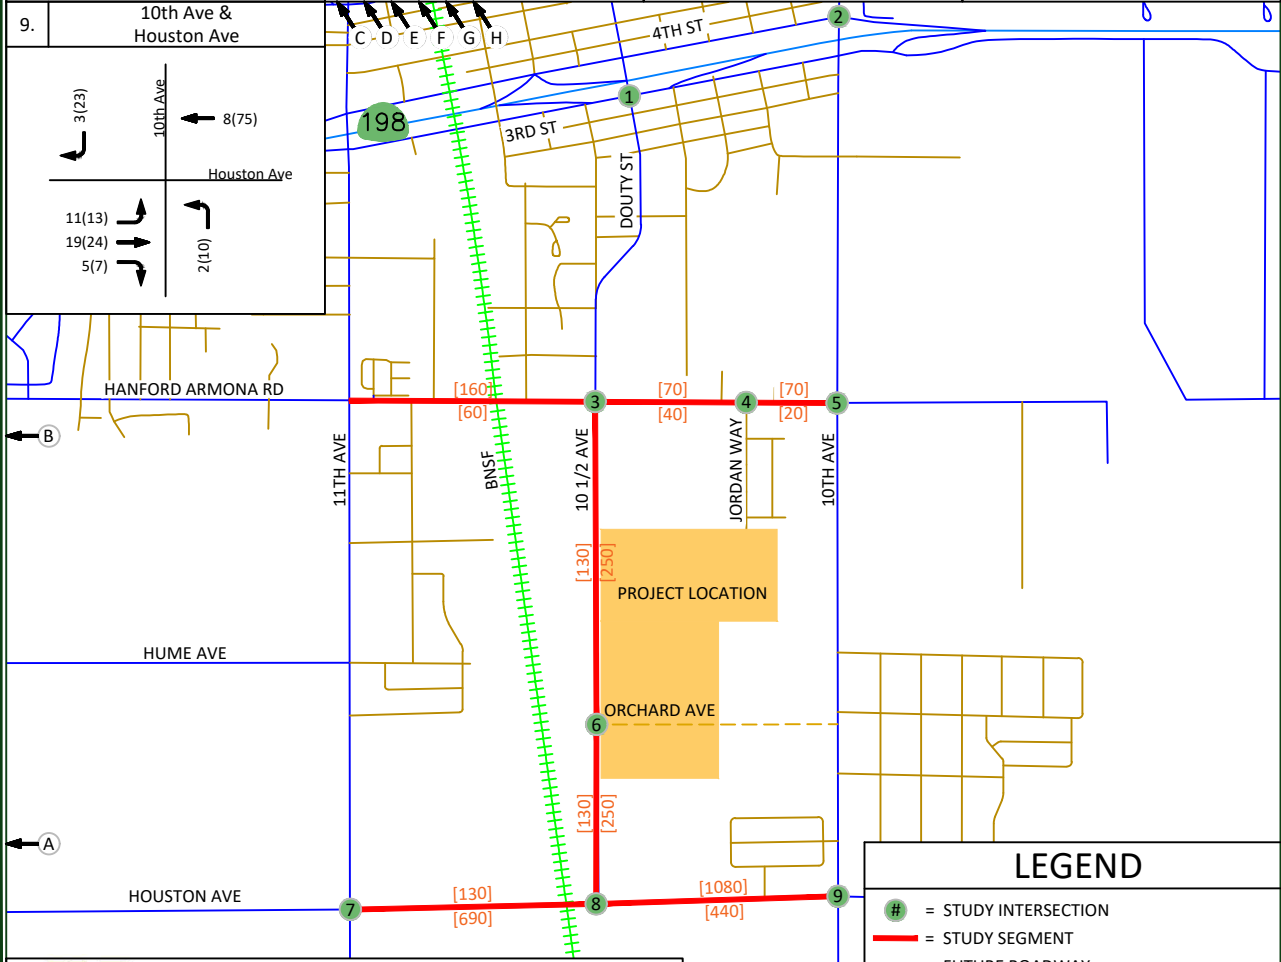 9.
10th Ave &
Houston Ave
3(23)
10th Ave
8(75)
Houston Ave
11(13)
19(24)
5(7)
2(10)
C D E F G H
4TH ST
2
1
198
3RD ST
DOUTY ST
HANFORD ARMONA RD
[160]
[60]
3
[70]
[40]
4
[70]
[20]
5
B
11TH AVE
BNSF
10 1/2 AVE
JORDAN WAY
10TH AVE
[130]
[250]
PROJECT LOCATION
HUME AVE
ORCHARD AVE
6
[130]
[250]
A
HOUSTON AVE
7
[130]
[690]
8
[1080]
[440]
9
LEGEND
# = STUDY INTERSECTION
= STUDY SEGMENT